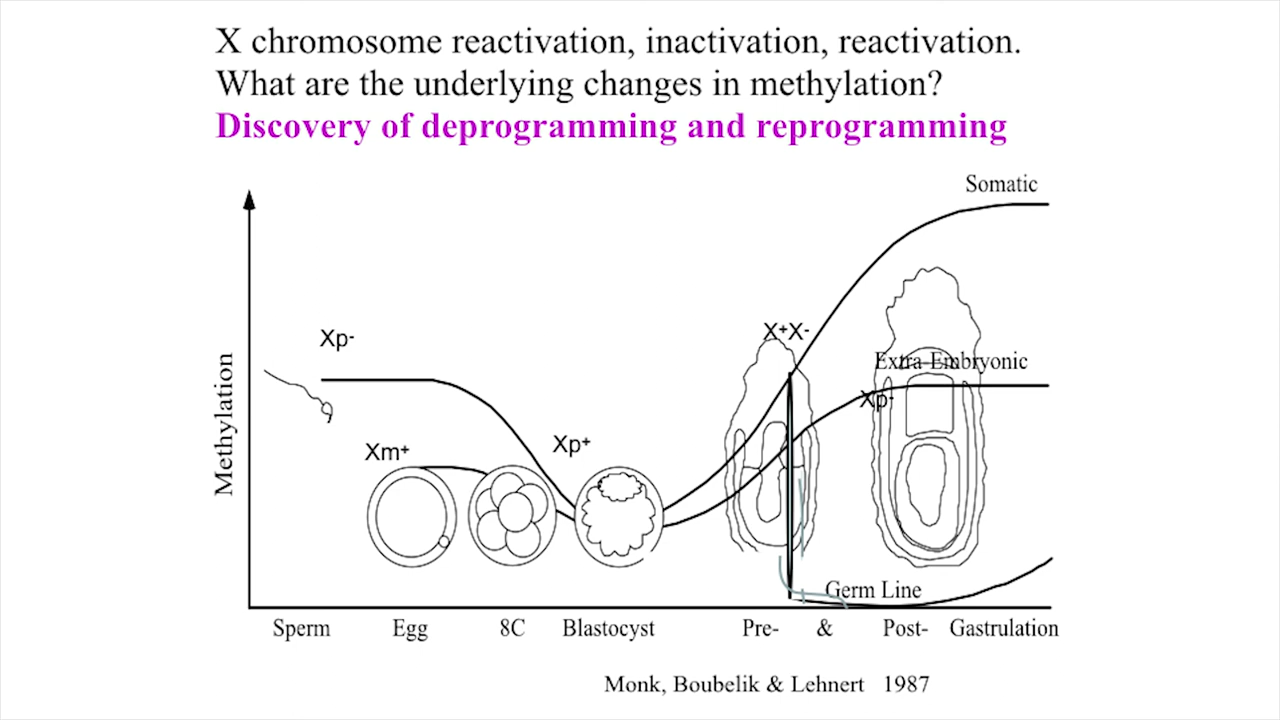 X chromosome reactivation, inactivation, reactivation.
What are the underlying changes in methylation?
Discovery of deprogramming and reprogramming
Somatic
Xp-
X+X-
Extra-Embryonic
Xp-
Xm+
Xp+
Methylation
Germ Line
Sperm Egg 8C Blastocyst Pre- & Post- Gastrulation
Monk, Boubelik & Lehnert 1987